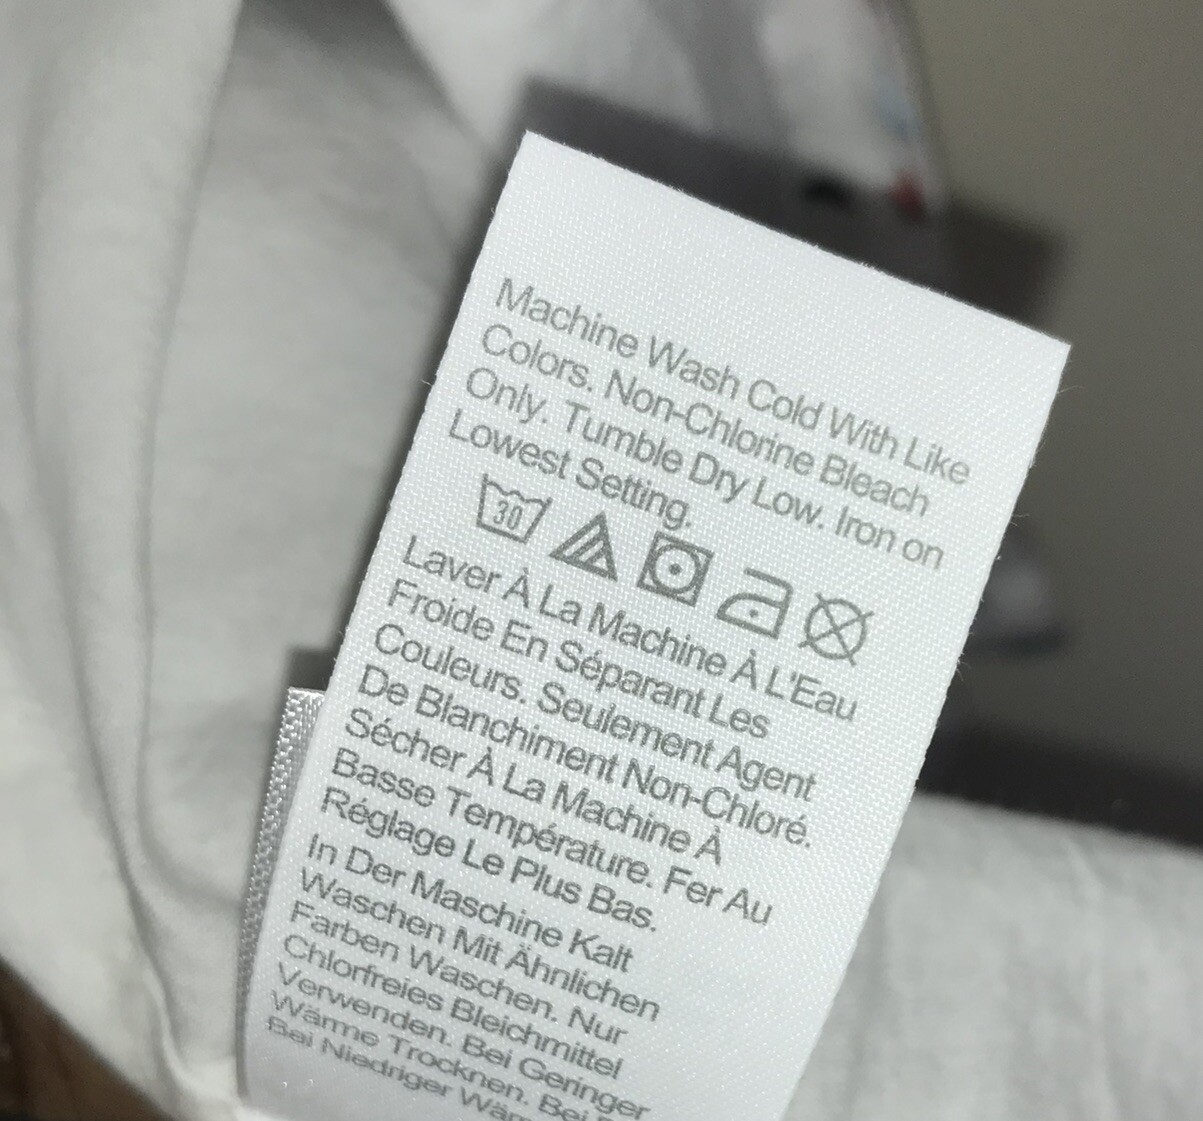 Machine Wash Cold With Like
Colors. Non-Chlorine Bleach
Only. Tumble Dry Low. Iron on
Lowest Setting.
30
Laver À La Machine À L'Eau
Froide En Séparant Les
Couleurs. Seulement Agent
De Blanchiment Non-Chloré.
Sécher À La Machine À
Basse Température. Fer Au
Réglage Le Plus Bas.
In Der Maschine Kalt
Waschen Mit Ähnlichen
Farben Waschen. Nur
Chlorfreies Bleichmittel
Verwenden. Bei Geringer
Wärme Trocknen. Bei
Bei Niedriger